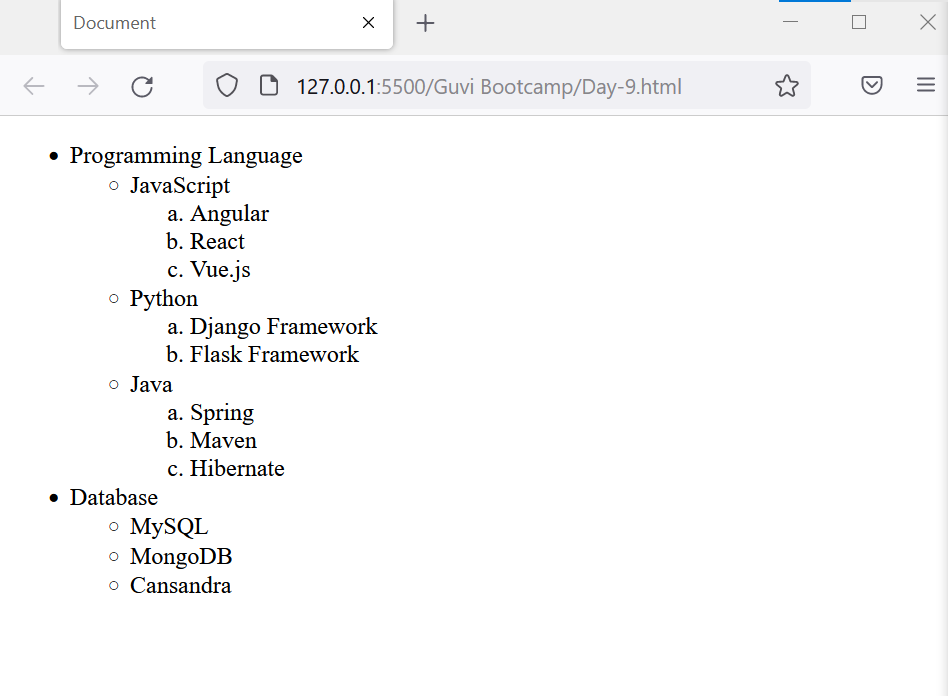 Document
127.0.0.1:5500/Guvi Bootcamp/Day-9.html
• Programming Language
○ JavaScript
a. Angular
b. React
c. Vue.js
○ Python
a. Django Framework
b. Flask Framework
○ Java
a. Spring
b. Maven
c. Hibernate
• Database
○ MySQL
○ MongoDB
○ Cansandra